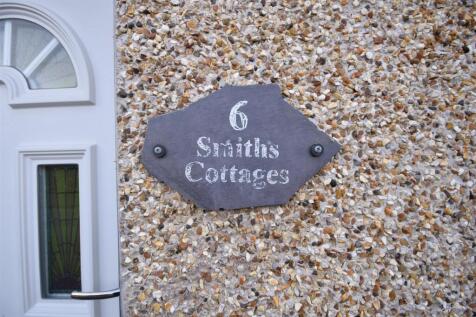 6
Smiths
Cottages